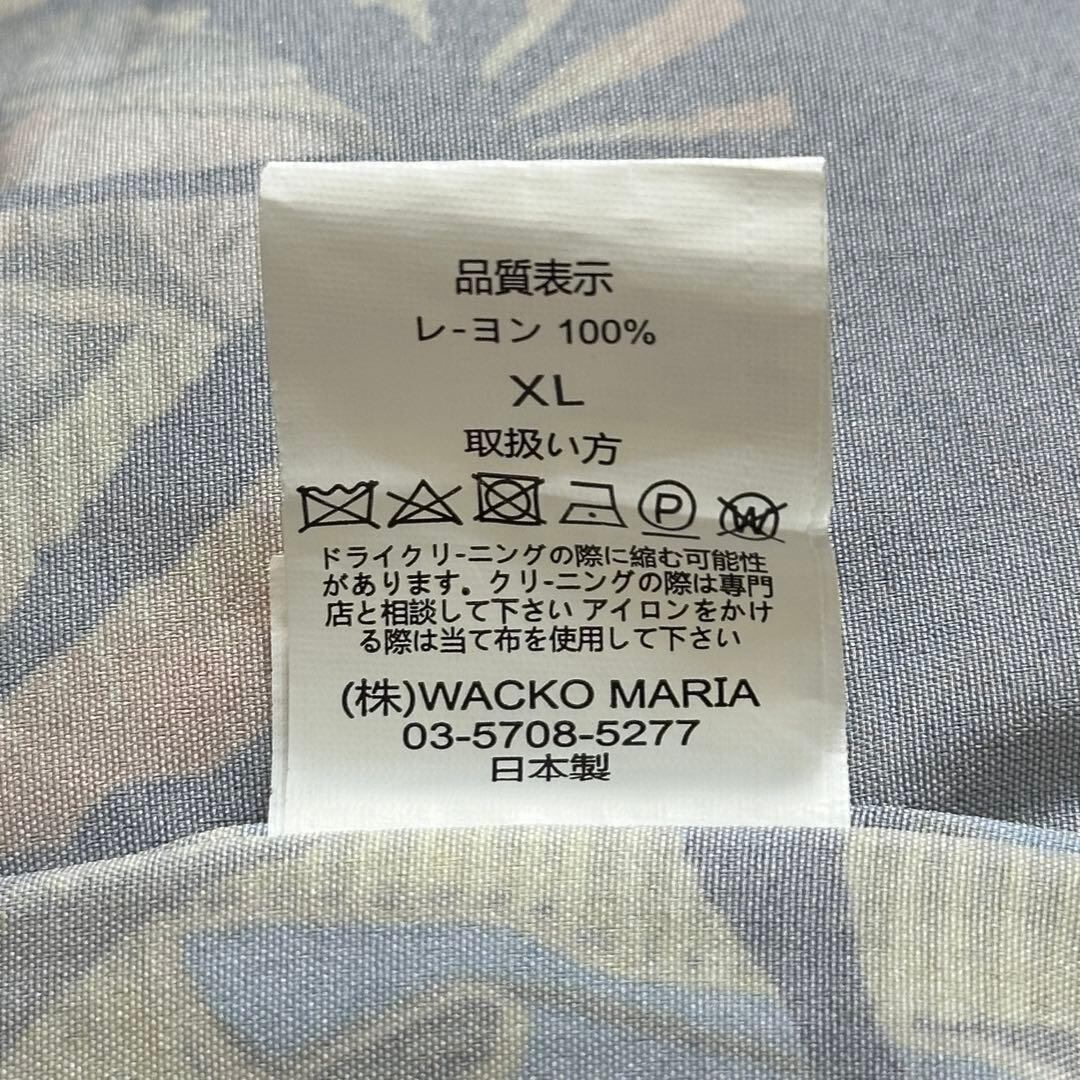 品質表示
レ-ヨン 100%
XL
取扱い方
P W
ドライクリ-ニングの際に縮む可能性
があります。クリ-ニングの際は専門
店と相談して下さい アイロンをかけ
る際は当て布を使用して下さい
(株)WACKO MARIA
03-5708-5277
日本製